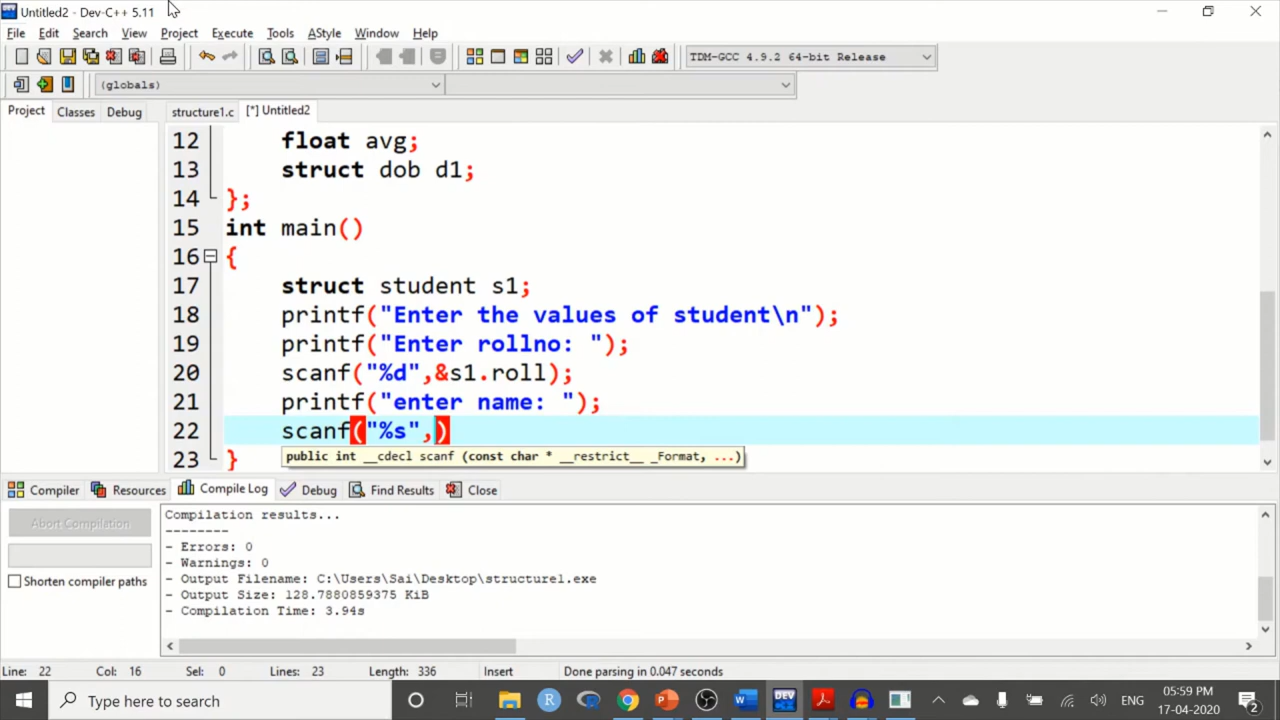 Untitled2 - Dev-C++ 5.11
File Edit Search View Project Execute Tools AStyle Window Help
TDM-GCC 4.9.2 64-bit Release
(globals)
Project Classes Debug structure1.c [*] Untitled2
12 float avg;
13 struct dob d1;
14 };
15 int main()
16 {
17 struct student s1;
18 printf("Enter the values of student\n");
19 printf("Enter rollno: ");
20 scanf("%d",&s1.roll);
21 printf("enter name: ");
22 scanf("%s",)
23 }
public int __cdecl scanf (const char * __restrict__ _Format, ...)
Compiler Resources Compile Log Debug Find Results Close
Abort Compilation
Shorten compiler paths
Compilation results...
--------
- Errors: 0
- Warnings: 0
- Output Filename: C:\Users\Sai\Desktop\structure1.exe
- Output Size: 128.7880859375 KiB
- Compilation Time: 3.94s
Line: 22 Col: 16 Sel: 0 Lines: 23 Length: 336 Insert Done parsing in 0.047 seconds
Type here to search
ENG
05:59 PM
17-04-2020
2